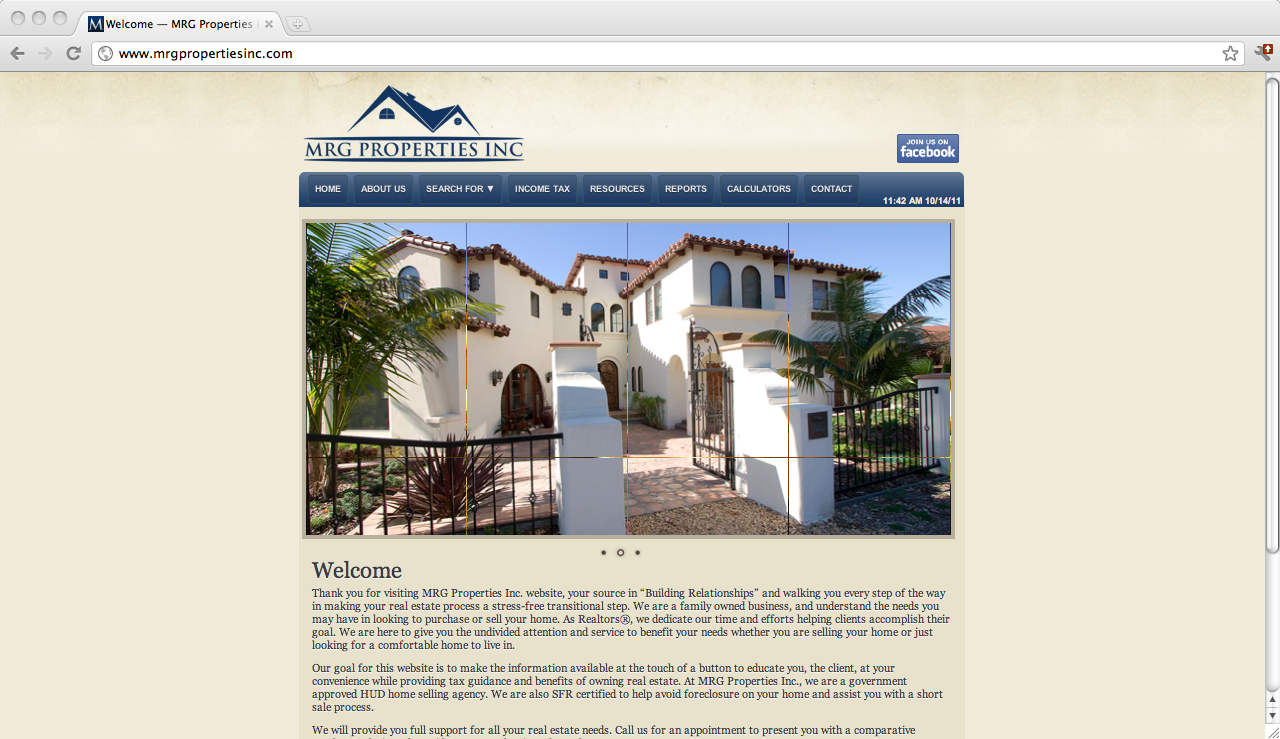 Welcome — MRG Properties
www.mrgpropertiesinc.com
MRG PROPERTIES INC
JOIN US ON
facebook
HOME ABOUT US SEARCH FOR ▼ INCOME TAX RESOURCES REPORTS CALCULATORS CONTACT
11:42 AM 10/14/11
Welcome
Thank you for visiting MRG Properties Inc. website, your source in “Building Relationships” and walking you every step of the way
in making your real estate process a stress-free transitional step. We are a family owned business, and understand the needs you
may have in looking to purchase or sell your home. As Realtors®, we dedicate our time and efforts helping clients accomplish their
goal. We are here to give you the undivided attention and service to benefit your needs whether you are selling your home or just
looking for a comfortable home to live in.
Our goal for this website is to make the information available at the touch of a button to educate you, the client, at your
convenience while providing tax guidance and benefits of owning real estate. At MRG Properties Inc., we are a government
approved HUD home selling agency. We are also SFR certified to help avoid foreclosure on your home and assist you with a short
sale process.
We will provide you full support for all your real estate needs. Call us for an appointment to present you with a comparative